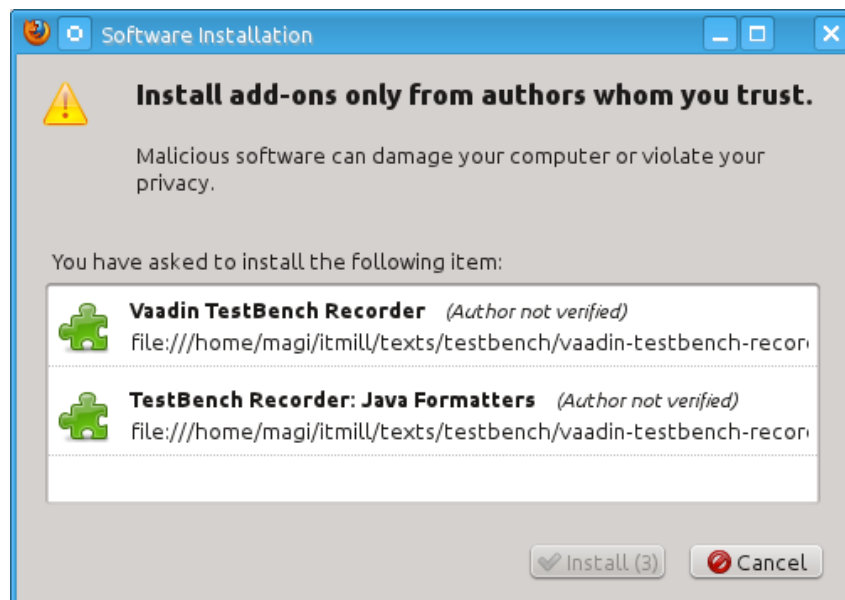 Software Installation
Install add-ons only from authors whom you trust.
Malicious software can damage your computer or violate your
privacy.
You have asked to install the following item:
Vaadin TestBench Recorder (Author not verified)
file:///home/magi/itmill/texts/testbench/vaadin-testbench-recor
TestBench Recorder: Java Formatters (Author not verified)
file:///home/magi/itmill/texts/testbench/vaadin-testbench-recor
Install (3)
Cancel